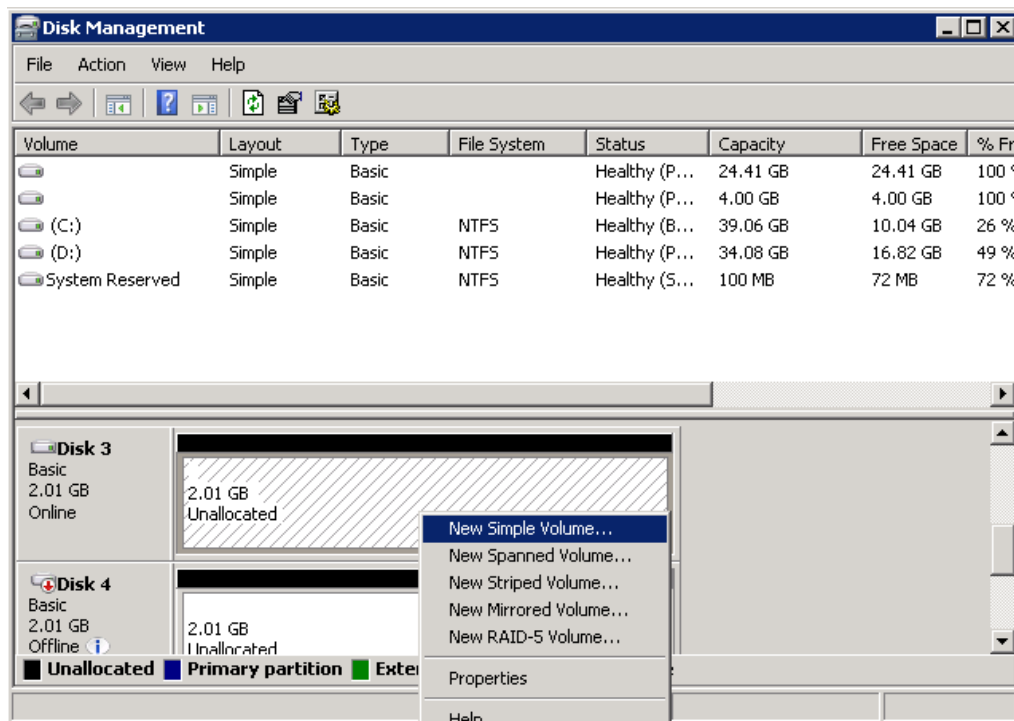 Disk Management
File Action View Help
Volume Layout Type File System Status Capacity Free Space % Fr
Simple Basic Healthy (P... 24.41 GB 24.41 GB 100 %
Simple Basic Healthy (P... 4.00 GB 4.00 GB 100 %
(C:) Simple Basic NTFS Healthy (B... 39.06 GB 10.04 GB 26 %
(D:) Simple Basic NTFS Healthy (P... 34.08 GB 16.82 GB 49 %
System Reserved Simple Basic NTFS Healthy (S... 100 MB 72 MB 72 %
Disk 3
Basic
2.01 GB
Online
2.01 GB
Unallocated
New Simple Volume...
New Spanned Volume...
New Striped Volume...
New Mirrored Volume...
New RAID-5 Volume...
Properties
Help
Disk 4
Basic
2.01 GB
Offline
2.01 GB
Unallocated
Unallocated Primary partition Exte